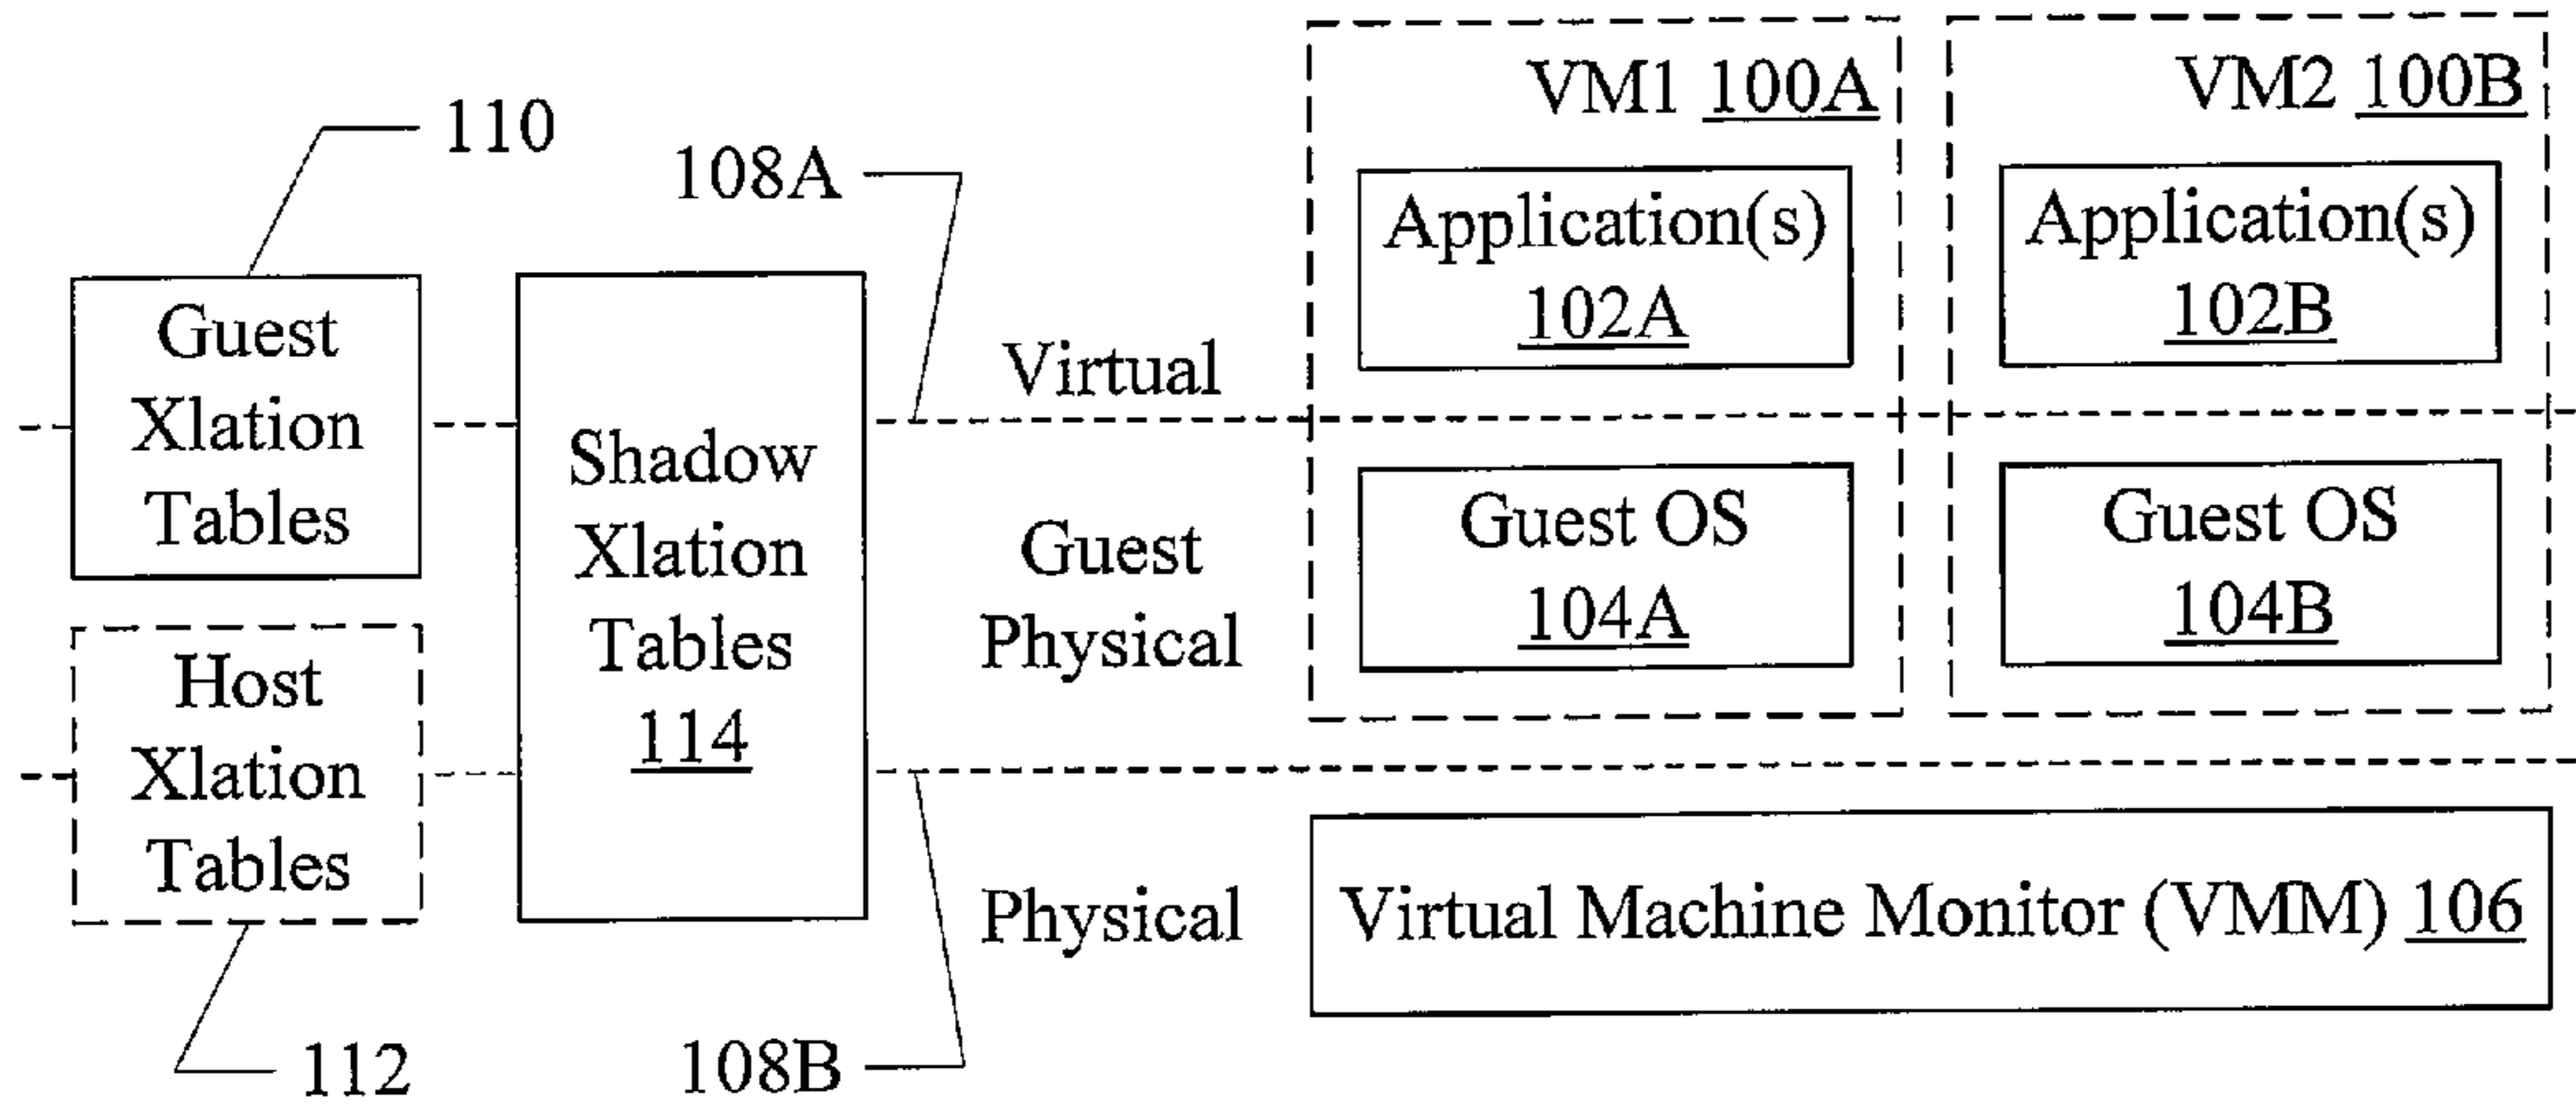 110
108A
VM1 100A
VM2 100B
Guest
Xlation
Tables
Shadow
Xlation
Tables
114
Virtual
Application(s)
102A
Application(s)
102B
Guest
Physical
Guest OS
104A
Guest OS
104B
Host
Xlation
Tables
Physical
Virtual Machine Monitor (VMM) 106
112
108B